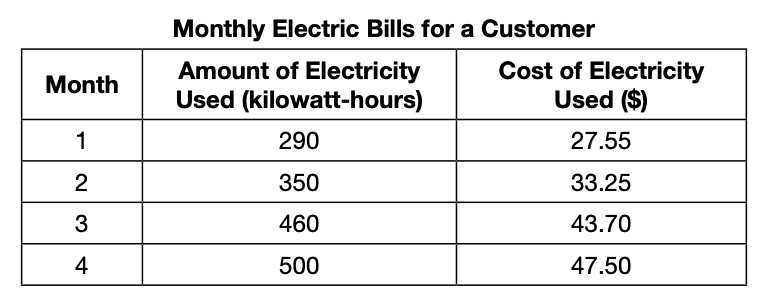 Monthly Electric Bills for a Customer
Month
Amount of Electricity
Used (kilowatt-hours)
Cost of Electricity
Used ($)
1 290 27.55
2 350 33.25
3 460 43.70
4 500 47.50